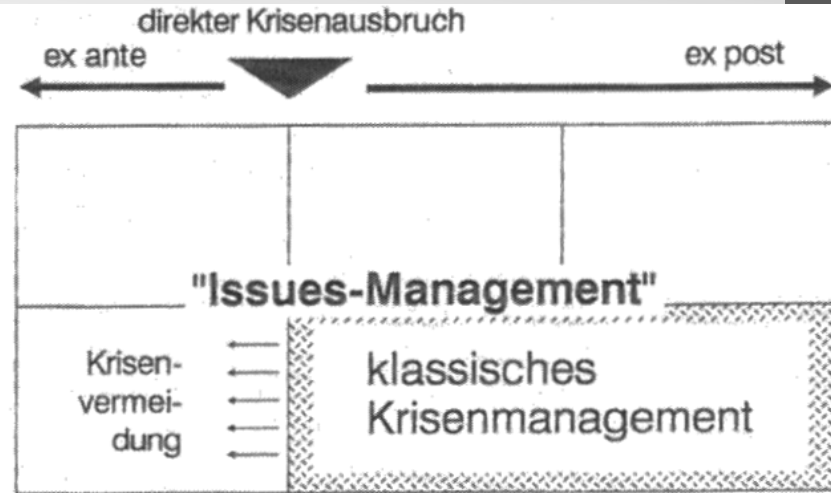 direkter Krisenausbruch
ex ante
ex post
"Issues-Management"
Krisen-
vermei-
dung
klassisches
Krisenmanagement